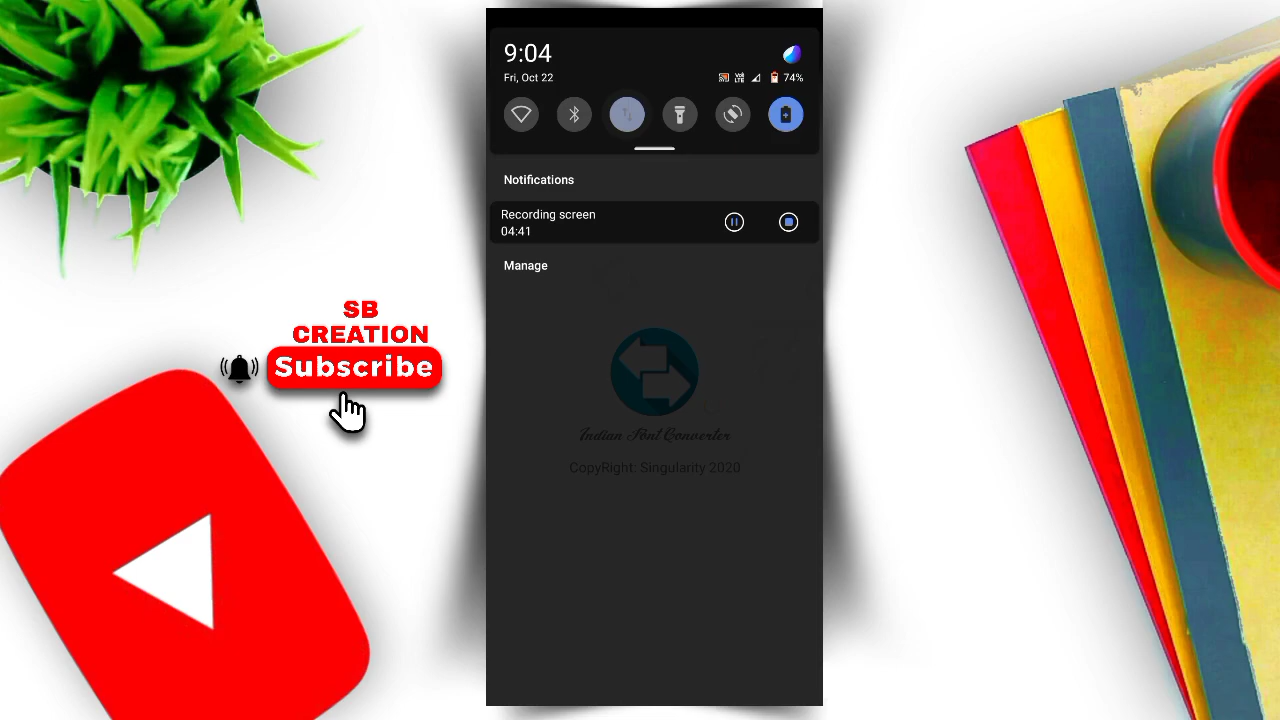 9:04
Fri, Oct 22
74%
Notifications
Recording screen
04:41
Manage
SB
CREATION
Subscribe
Indian Font Converter
CopyRight: Singularity 2020